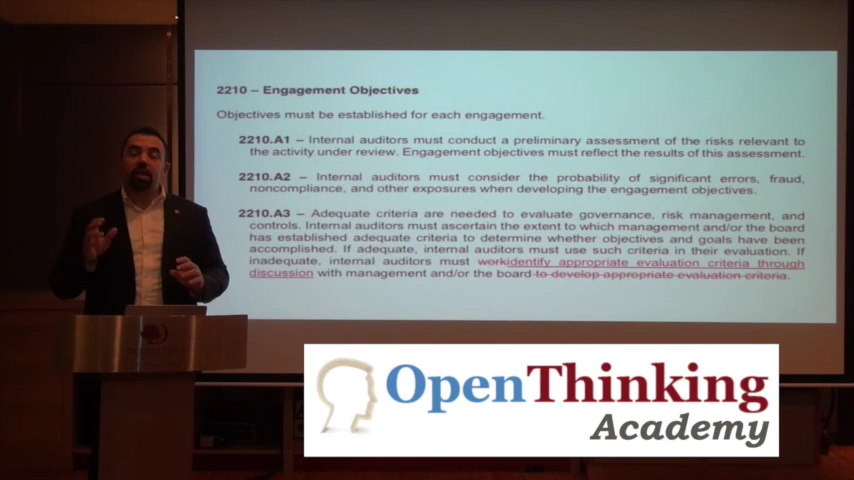 2210 – Engagement Objectives
Objectives must be established for each engagement.
2210.A1 – Internal auditors must conduct a preliminary assessment of the risks relevant to
the activity under review. Engagement objectives must reflect the results of this assessment.
2210.A2 – Internal auditors must consider the probability of significant errors, fraud,
noncompliance, and other exposures when developing the engagement objectives.
2210.A3 – Adequate criteria are needed to evaluate governance, risk management, and
controls. Internal auditors must ascertain the extent to which management and/or the board
has established adequate criteria to determine whether objectives and goals have been
accomplished. If adequate, internal auditors must use such criteria in their evaluation. If
inadequate, internal auditors must workidentify appropriate evaluation criteria through
discussion with management and/or the board to develop appropriate evaluation criteria.
OpenThinking
Academy